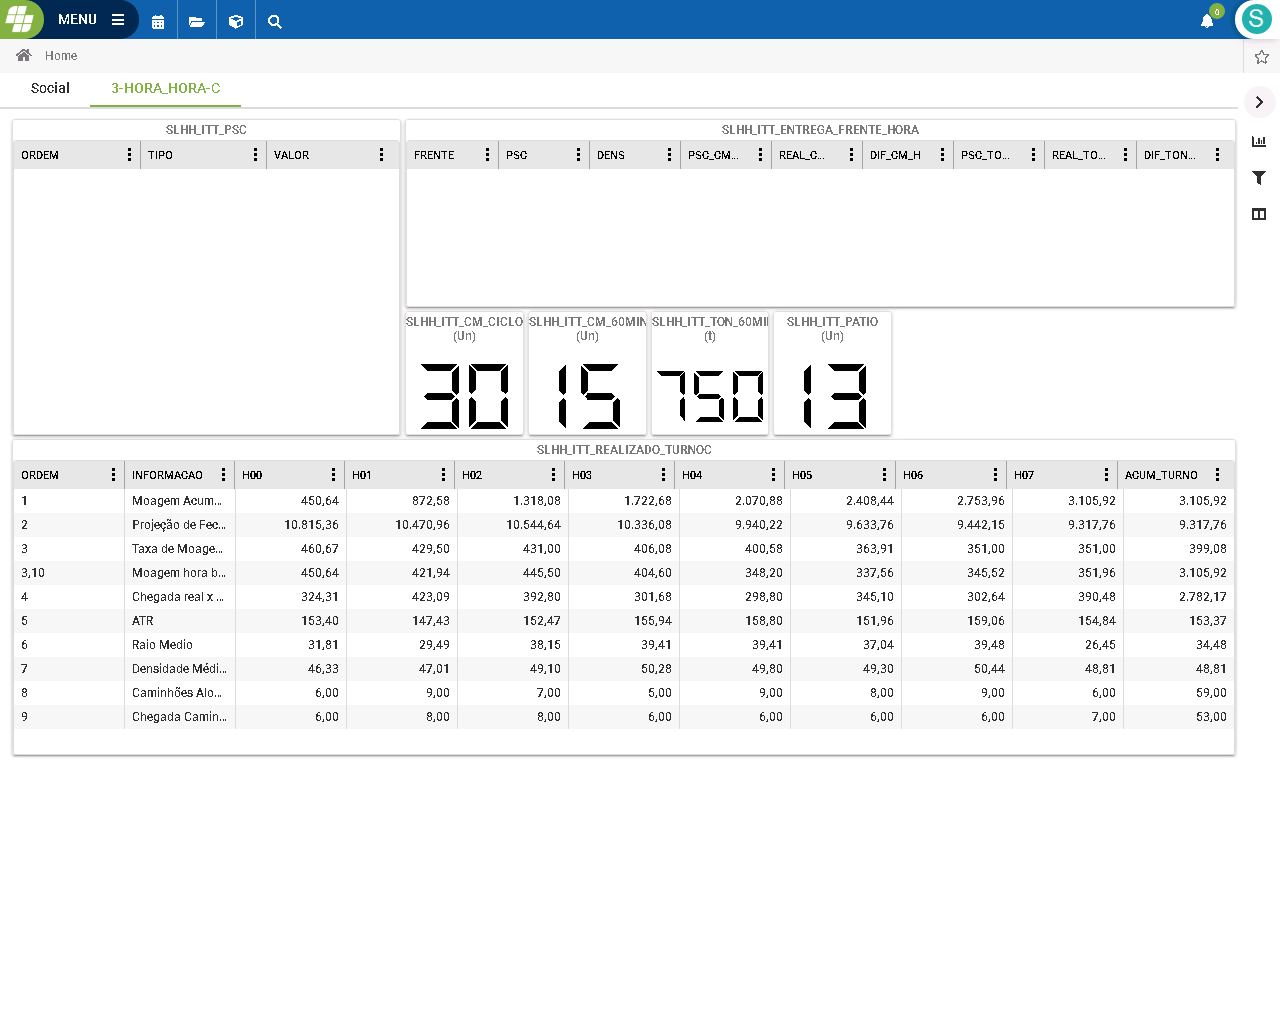 MENU
0
S
Home
Social
3-HORA_HORA-C
SLHH_ITT_PSC
ORDEM TIPO VALOR
SLHH_ITT_ENTREGA_FRENTE_HORA
FRENTE PSC DENS PSC_CM... REAL_C... DIF_CM_H PSC_TO... REAL_TO... DIF_TON...
SLHH_ITT_CM_CICLO
(Un)
30
SLHH_ITT_CM_60MIN
(Un)
15
SLHH_ITT_TON_60MI
(t)
750
SLHH_ITT_PATIO
(Un)
13
SLHH_ITT_REALIZADO_TURNOC
ORDEM INFORMACAO H00 H01 H02 H03 H04 H05 H06 H07 ACUM_TURNO
1 Moagem Acum... 450,64 872,58 1.318,08 1.722,68 2.070,88 2.408,44 2.753,96 3.105,92 3.105,92
2 Projeção de Fec... 10.815,36 10.470,96 10.544,64 10.336,08 9.940,22 9.633,76 9.442,15 9.317,76 9.317,76
3 Taxa de Moage... 460,67 429,50 431,00 406,08 400,58 363,91 351,00 351,00 399,08
3,10 Moagem hora b... 450,64 421,94 445,50 404,60 348,20 337,56 345,52 351,96 3.105,92
4 Chegada real x ... 324,31 423,09 392,80 301,68 298,80 345,10 302,64 390,48 2.782,17
5 ATR 153,40 147,43 152,47 155,94 158,80 151,96 159,06 154,84 153,37
6 Raio Medio 31,81 29,49 38,15 39,41 39,41 37,04 39,48 26,45 34,48
7 Densidade Médi... 46,33 47,01 49,10 50,28 49,80 49,30 50,44 48,81 48,81
8 Caminhões Alo... 6,00 9,00 7,00 5,00 9,00 8,00 9,00 6,00 59,00
9 Chegada Camin... 6,00 8,00 8,00 6,00 6,00 6,00 6,00 7,00 53,00